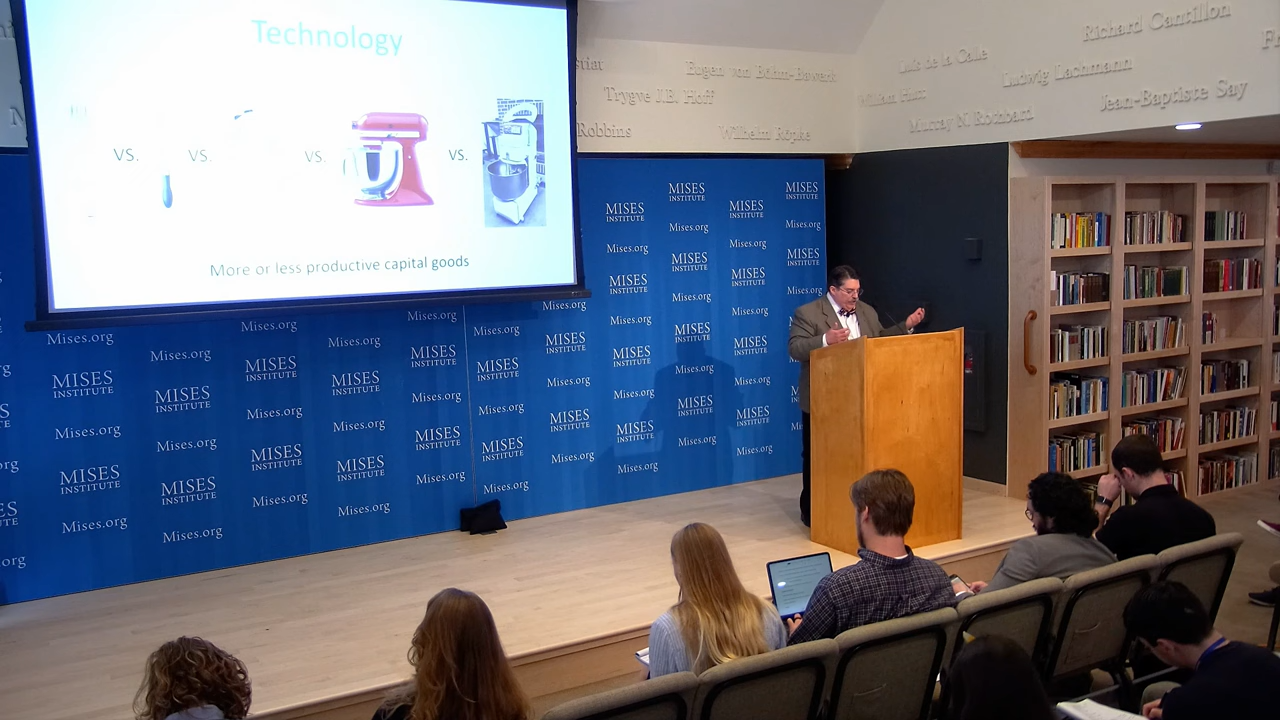 Technology
vs.
vs.
vs.
vs.
More or less productive capital goods
Richard Cantillon
Luis de la Calle
Eugen von Böhm-Bawerk
Ludwig Lachmann
Trygve J.B. Hoff
William Hutt
Jean-Baptiste Say
Murray N. Rothbard
Robbins
Wilhelm Röpke
MISES
INSTITUTE
Mises.org